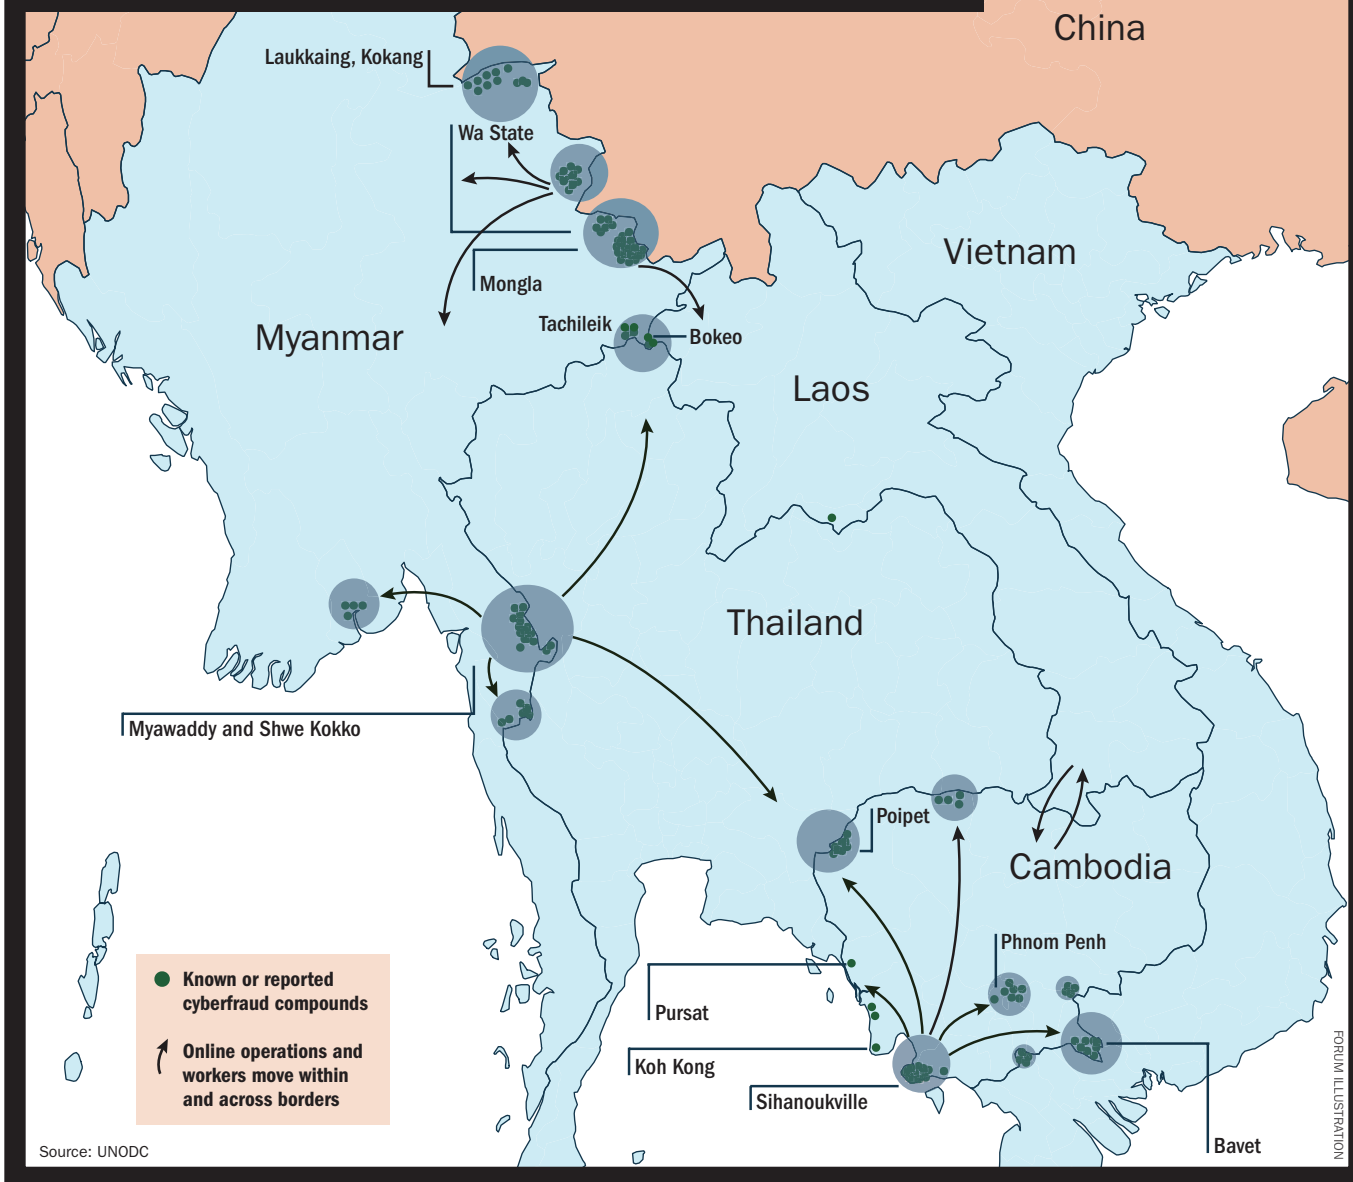 China
Laukkaing, Kokang
Wa State
Vietnam
Mongla
Tachileik
Bokeo
Myanmar
Laos
Thailand
Myawaddy and Shwe Kokko
Poipet
Cambodia
Phnom Penh
Known or reported
cyberfraud compounds
Online operations and
workers move within
and across borders
Pursat
Koh Kong
Sihanoukville
Bavet
Source: UNODC
FORUM ILLUSTRATION